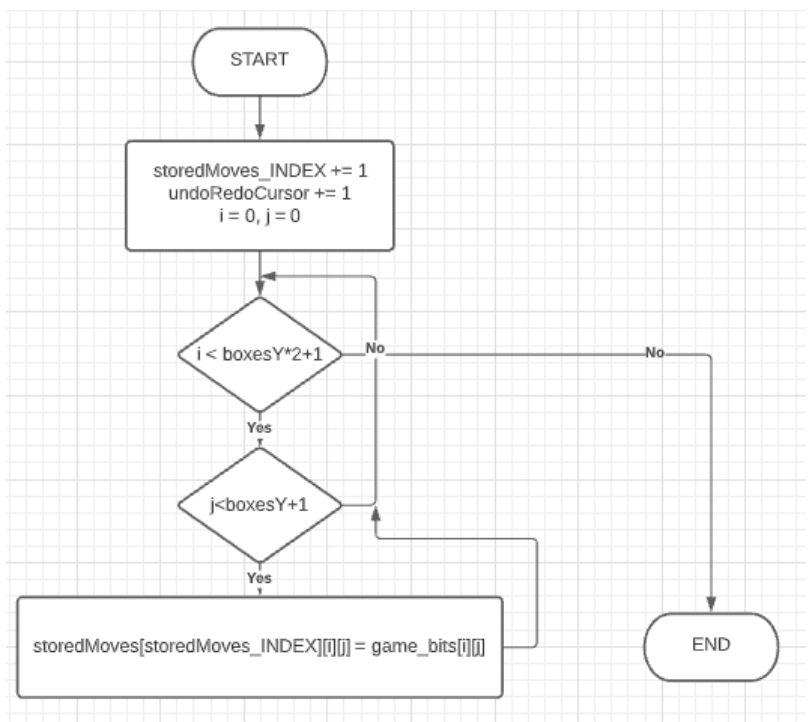 START
storedMoves_INDEX += 1
undoRedoCursor += 1
i = 0, j = 0
i < boxesY*2+1
No
No
Yes
j<boxesY+1
Yes
storedMoves[storedMoves_INDEX][i][j] = game_bits[i][j]
END